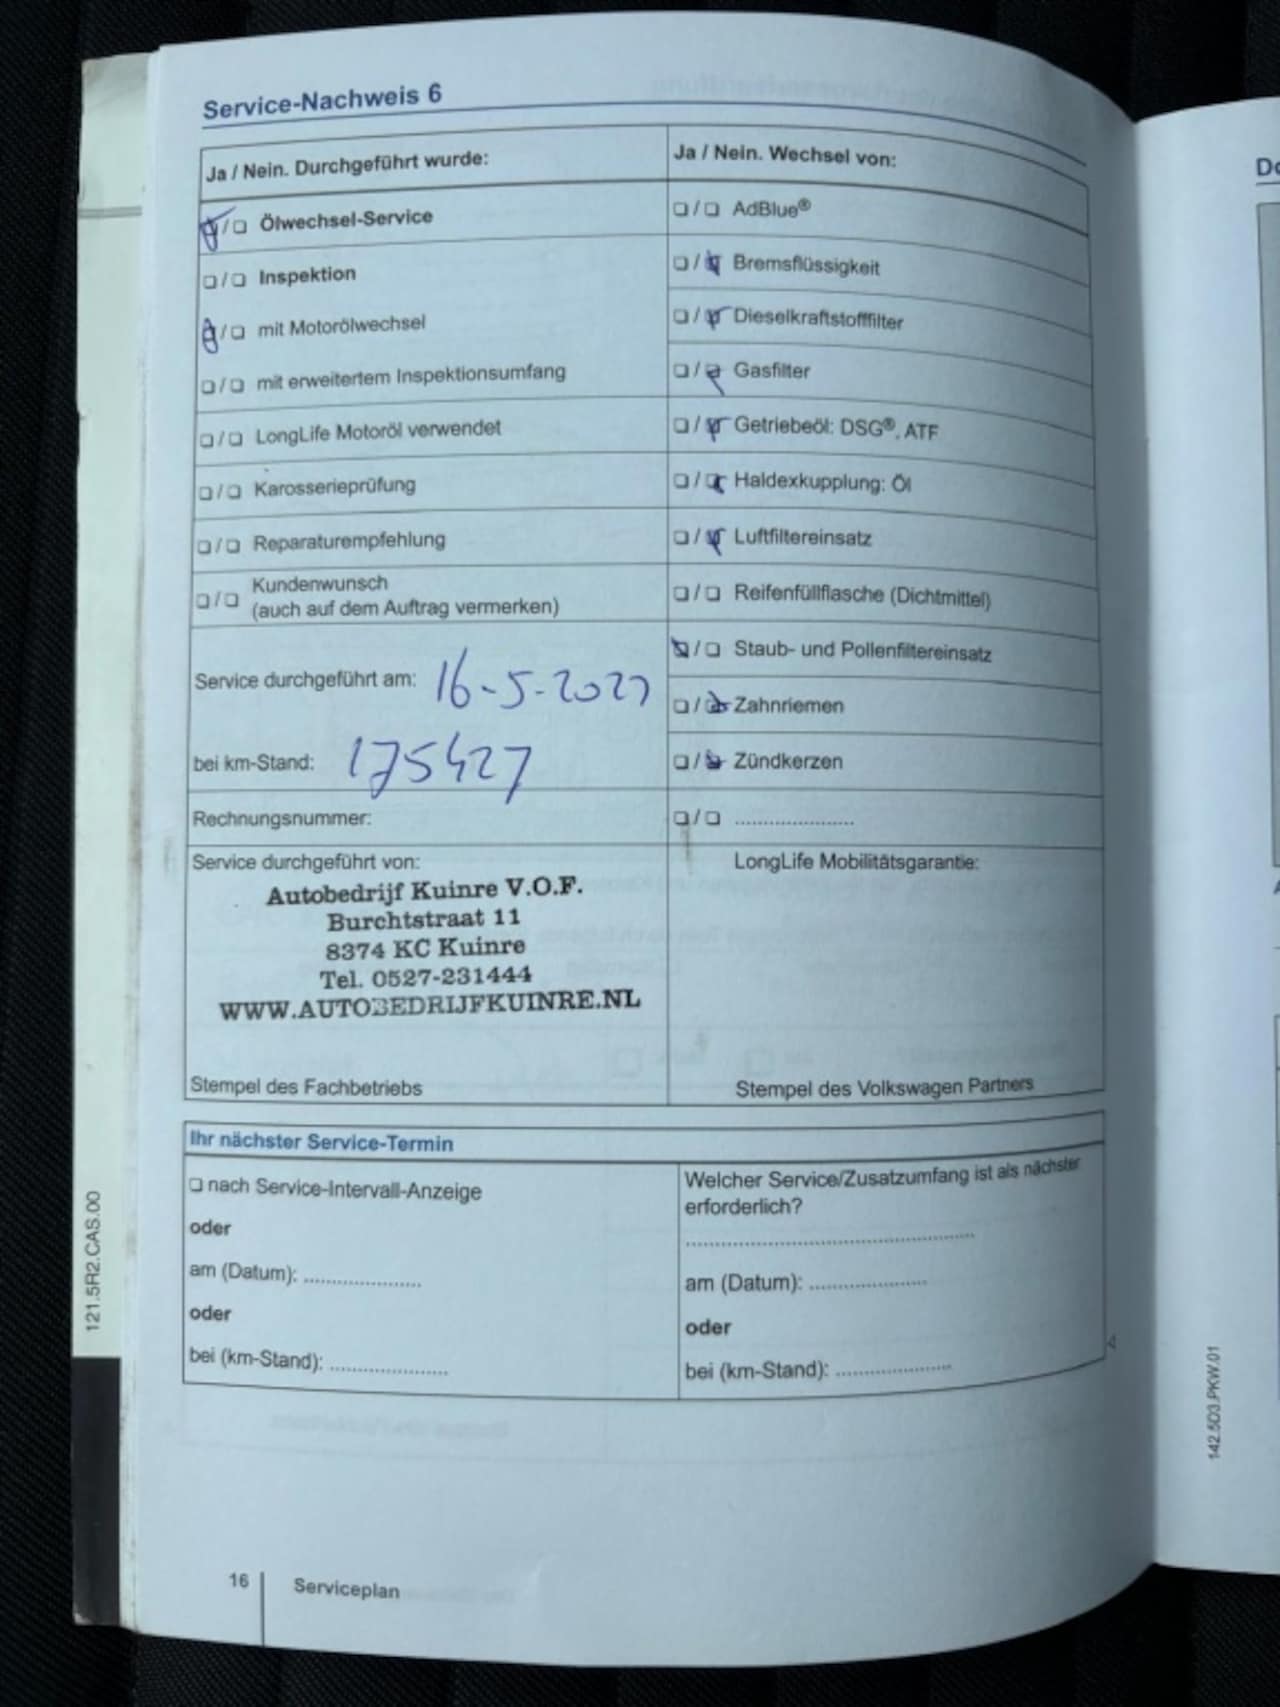 Service-Nachweis 6
Ja / Nein. Durchgeführt wurde:
❏/❏ Ölwechsel-Service
❏/❏ Inspektion
❏/❏ mit Motorölwechsel
❏/❏ mit erweitertem Inspektionsumfang
❏/❏ LongLife Motoröl verwendet
❏/❏ Karosserieprüfung
❏/❏ Reparaturempfehlung
❏/❏ Kundenwunsch
(auch auf dem Auftrag vermerken)
Service durchgeführt am: 16-5-202
bei km-Stand: 175427
Rechnungsnummer:
Service durchgeführt von:
Autobedrijf Kuinre V.O.F.
Burchtstraat 11
8374 KC Kuinre
Tel. 0527-231444
WWW.AUTOBEDRIJFKUINRE.NL
Stempel des Fachbetriebs
Ja / Nein. Wechsel von:
❏/❏ AdBlue®
❏/❏ Bremsflüssigkeit
❏/❏ Dieselkraftstofffilter
❏/❏ Gasfilter
❏/❏ Getriebeöl: DSG®, ATF
❏/❏ Haldexkupplung: Öl
❏/❏ Luftfiltereinsatz
❏/❏ Reifenfüllflasche (Dichtmittel)
❏/❏ Staub- und Pollenfiltereinsatz
❏/❏ Zahnriemen
❏/❏ Zündkerzen
❏/❏ .....................
LongLife Mobilitätsgarantie:
Stempel des Volkswagen Partners
Ihr nächster Service-Termin
❏ nach Service-Intervall-Anzeige
oder
am (Datum): .....................
oder
bei (km-Stand): .....................
Welcher Service/Zusatzumfang ist als nächster
erforderlich?
..................................................
am (Datum): .....................
oder
bei (km-Stand): .....................
16 Serviceplan
121.5R2.CAS.00
142.5D3.PKW.01